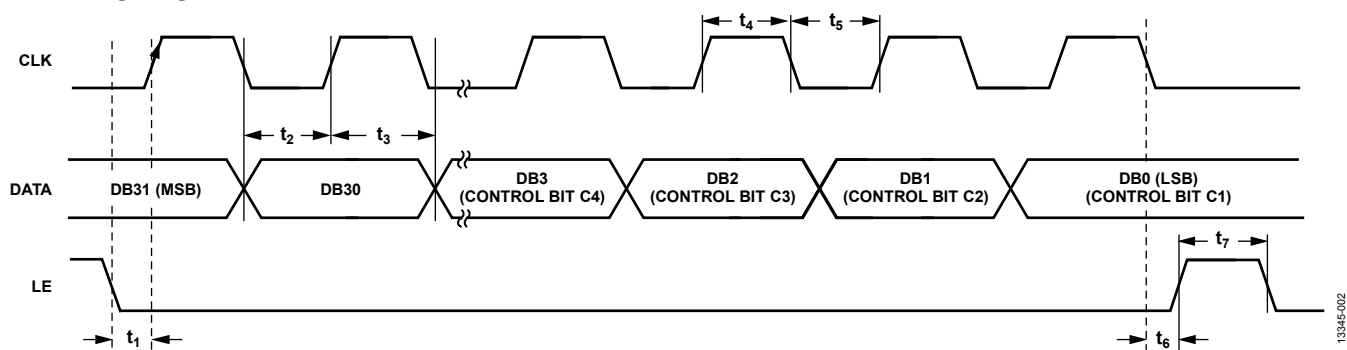 t4 t5
CLK
t2 t3
DATA
DB31 (MSB)
DB30
DB3
(CONTROL BIT C4)
DB2
(CONTROL BIT C3)
DB1
(CONTROL BIT C2)
DB0 (LSB)
(CONTROL BIT C1)
t7
LE
t1
t6
13345-002